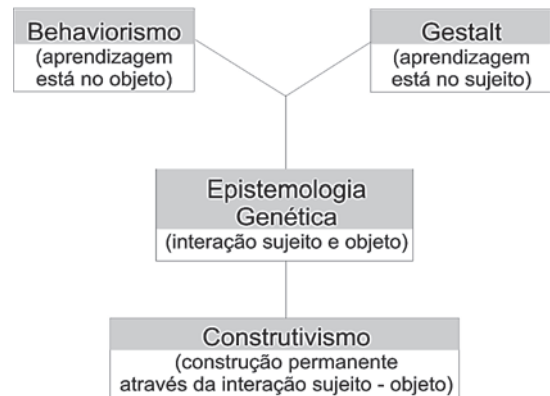 Behaviorismo
(aprendizagem
está no objeto)
Gestalt
(aprendizagem
está no sujeito)
Epistemologia
Genética
(interação sujeito e objeto)
Construtivismo
(construção permanente
através da interação sujeito - objeto)